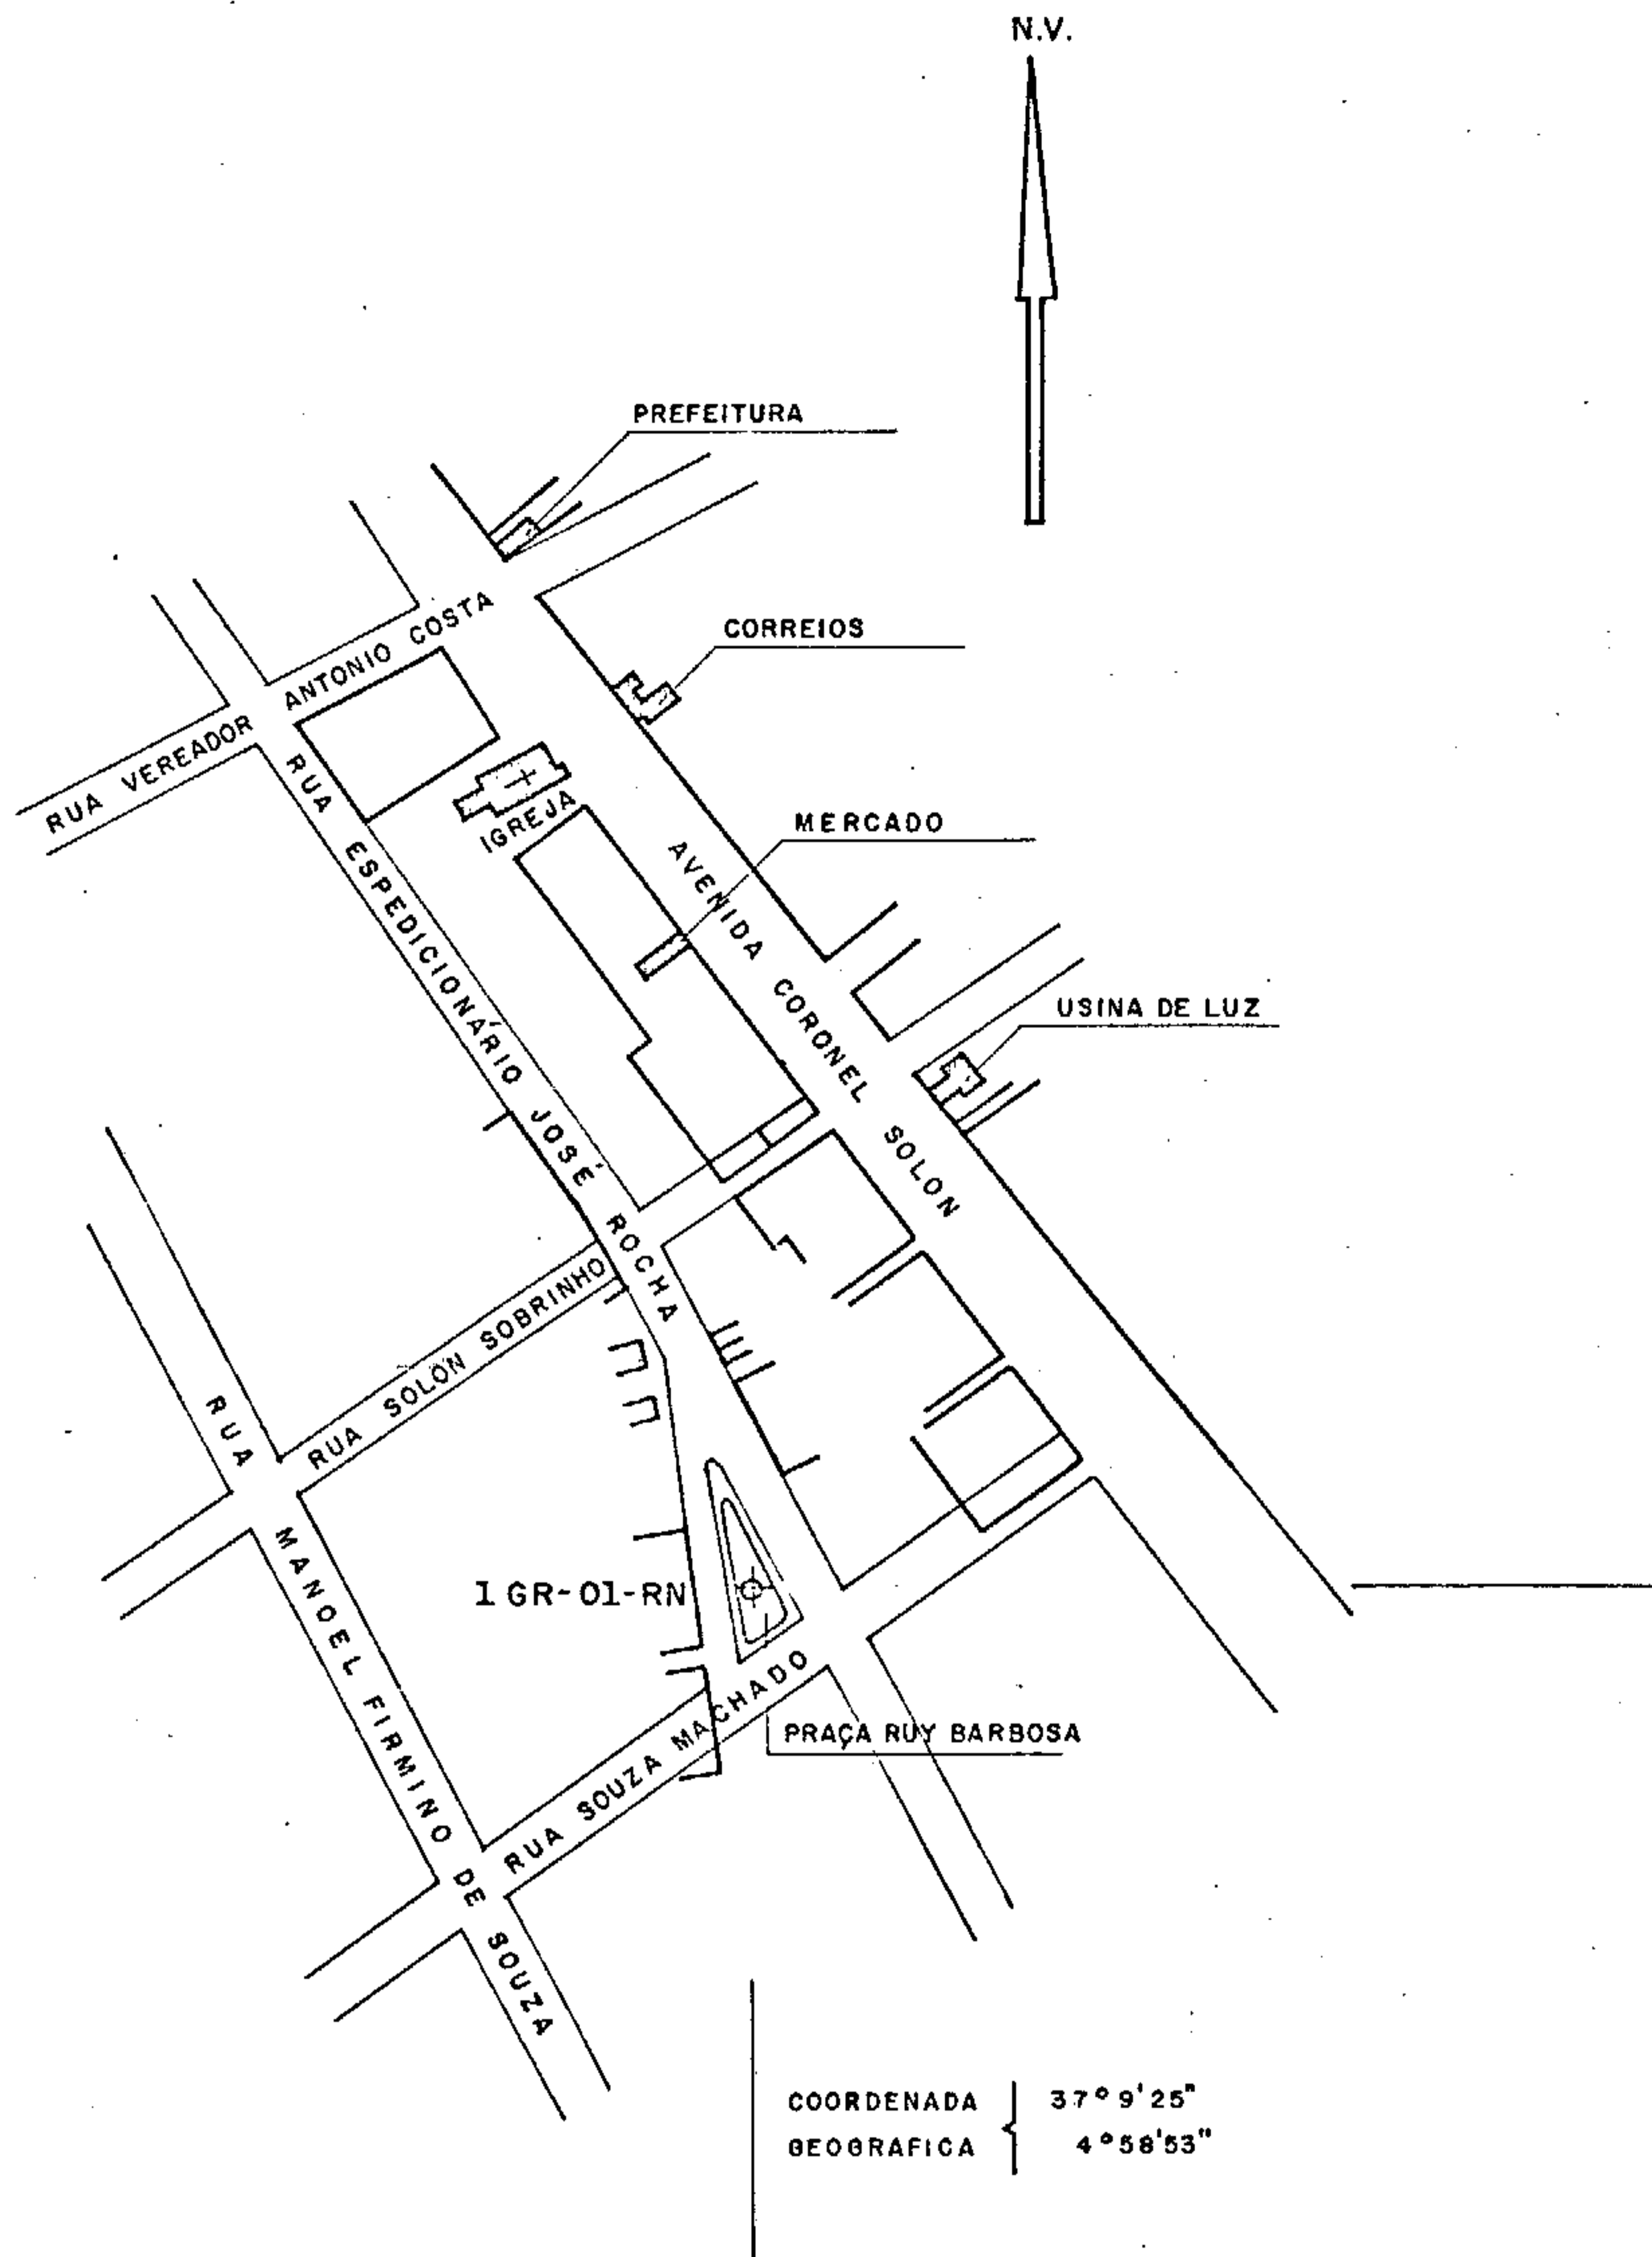 N.V.
PREFEITURA
CORREIOS
RUA VEREADOR ANTONIO COSTA
IGREJA
MERCADO
RUA ESPEDICIONÁRIO JOSÉ ROCHA
AVENIDA CORONEL SOLON
USINA DE LUZ
RUA SOLON SOBRINHO
RUA MANOEL FIRMINO DE SOUZA
1 GR-01-RN
RUA SOUZA MACHADO
PRAÇA RUY BARBOSA
COORDENADA { 37° 9' 25"
GEOGRAFICA 4° 58' 53"